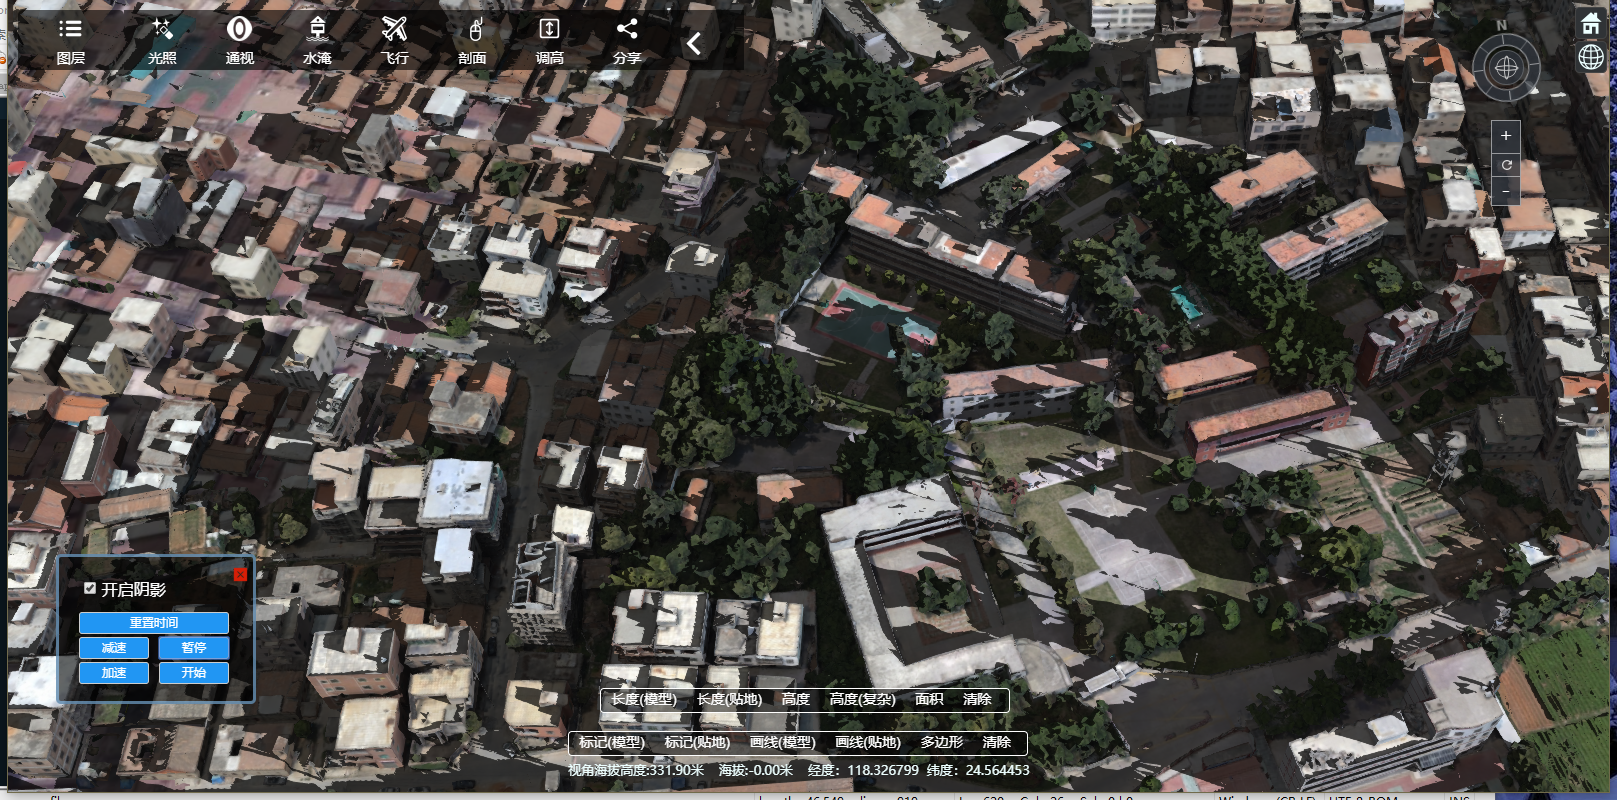 图层 光照 通视 水淹 飞行 剖面 调高 分享
N
+
−
开启阴影
重置时间
减速 暂停
加速 开始
长度(模型) 长度(贴地) 高度 高度(复杂) 面积 清除
标记(模型) 标记(贴地) 画线(模型) 画线(贴地) 多边形 清除
视角海拔高度:331.90米 海拔:-0.00米 经度：118.326799 纬度：24.564453